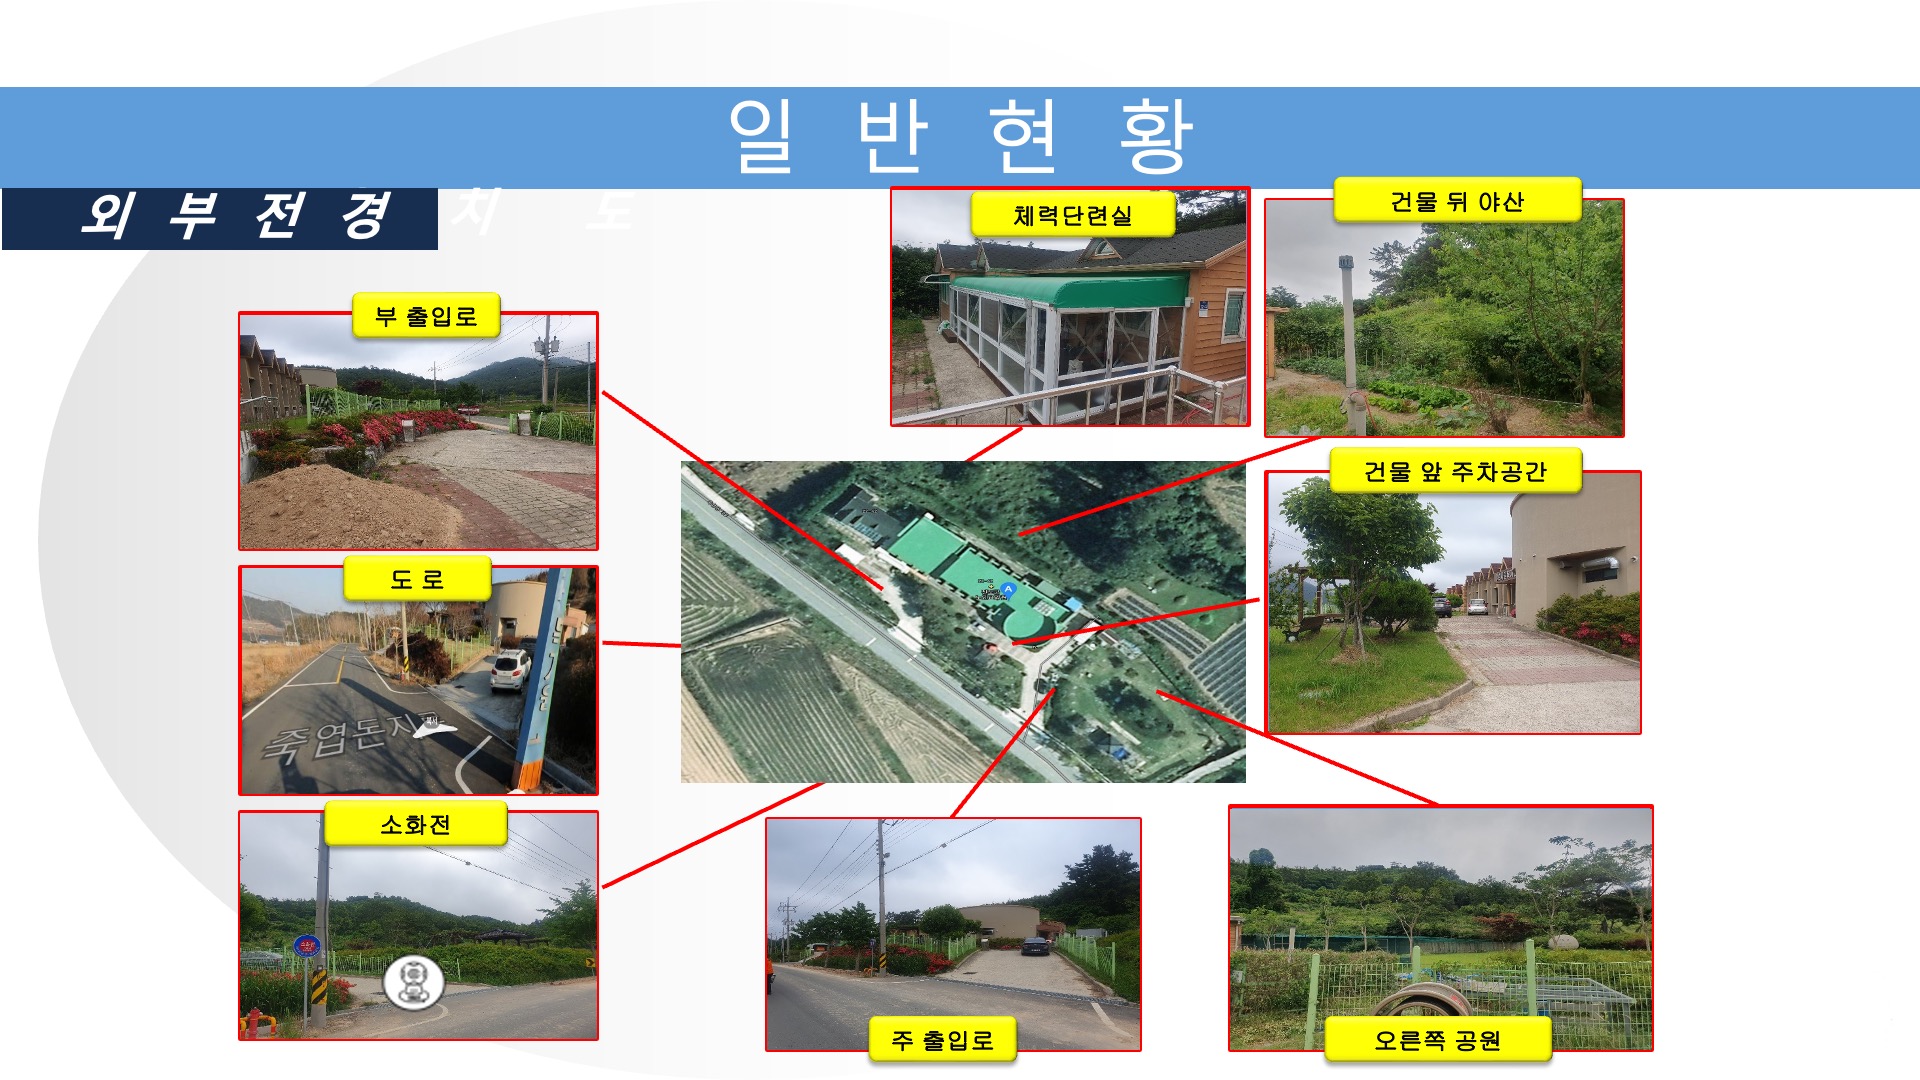 일 반 현 황
외 부 전 경 치 도
체력단련실
건물 뒤 야산
부 출입로
건물 앞 주차공간
도 로
죽엽돈지
A
소화전
주 출입로
오른쪽 공원